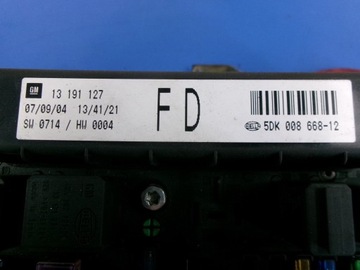 GM
13 191 127
07/09/04 13/41/21
SW 0714 / HW 0004
FD
HELLA 5DK 008 668-12